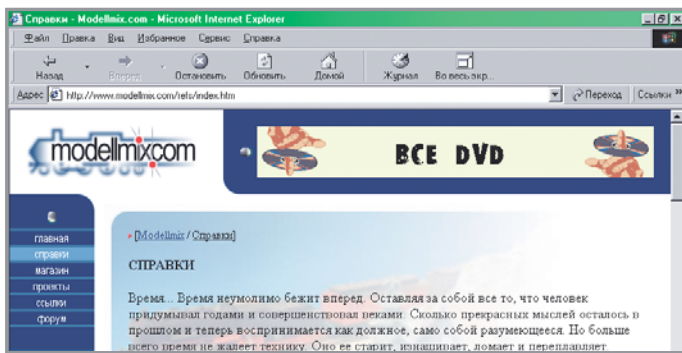 Справки - Modellmix.com - Microsoft Internet Explorer
Файл Правка Вид Избранное Сервис Справка
Назад Вперед Остановить Обновить Домой Журнал Во весь экр...
Адрес http://www.modellmix.com/refs/index.htm Переход Ссылки »
modellmixcom
ВСЕ DVD
главная
справки
магазин
проекты
ссылки
форум
[Modellmix / Справки]
СПРАВКИ
Время... Время неумолимо бежит вперед. Оставляя за собой все то, что человек
придумывал годами и совершенствовал веками. Сколько прекрасных мыслей осталось в
прошлом и теперь воспринимается как должное, само собой разумеющееся. Но больше
всего время не жалеет технику. Оно ее старит, изнашивает, ломает и переплавляет.